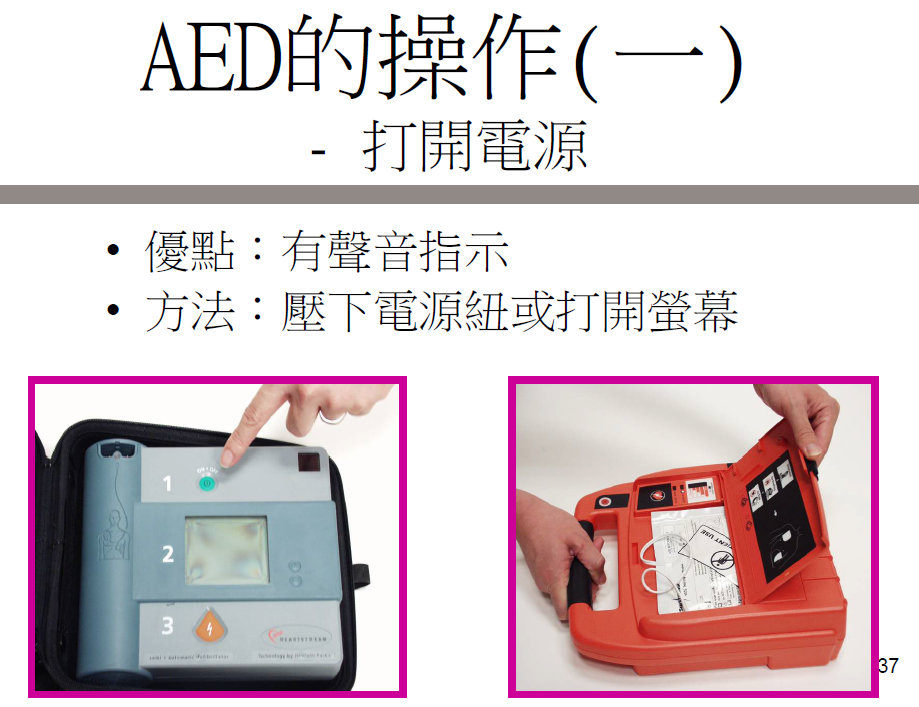 AED的操作(一)
- 打開電源
• 優點：有聲音指示
• 方法：壓下電源紐或打開螢幕
1
2
3
HEARTSTREAM
37